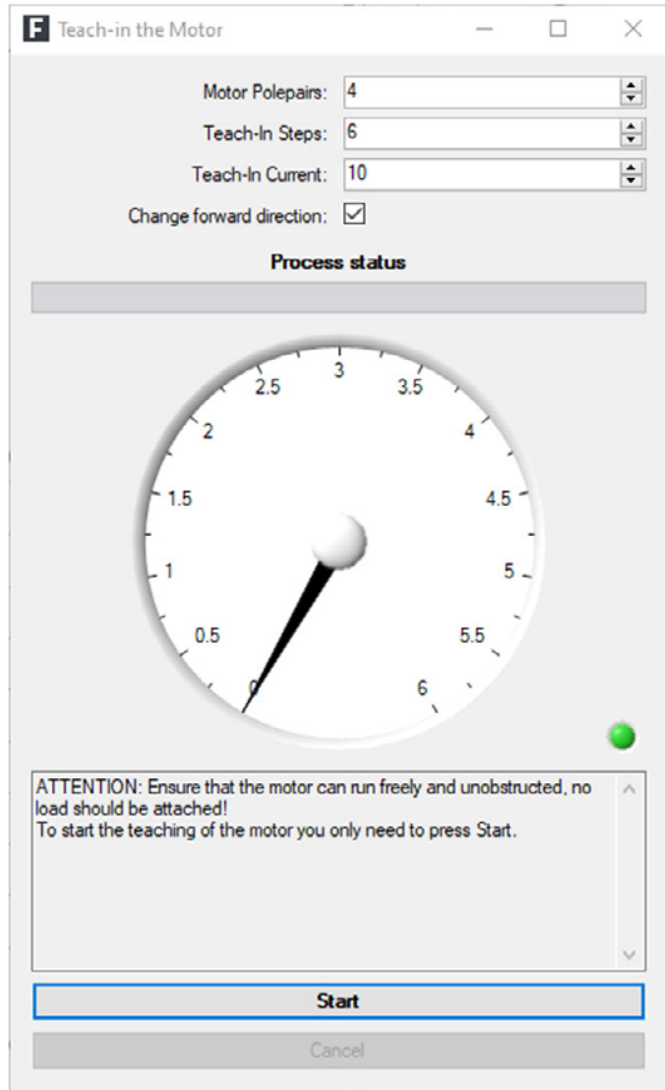 F Teach-in the Motor
Motor Polepairs: 4
Teach-In Steps: 6
Teach-In Current: 10
Change forward direction:
Process status
3
2.5 3.5
2 4
1.5 4.5
1 5
0.5 5.5
0 6
ATTENTION: Ensure that the motor can run freely and unobstructed, no
load should be attached!
To start the teaching of the motor you only need to press Start.
Start
Cancel